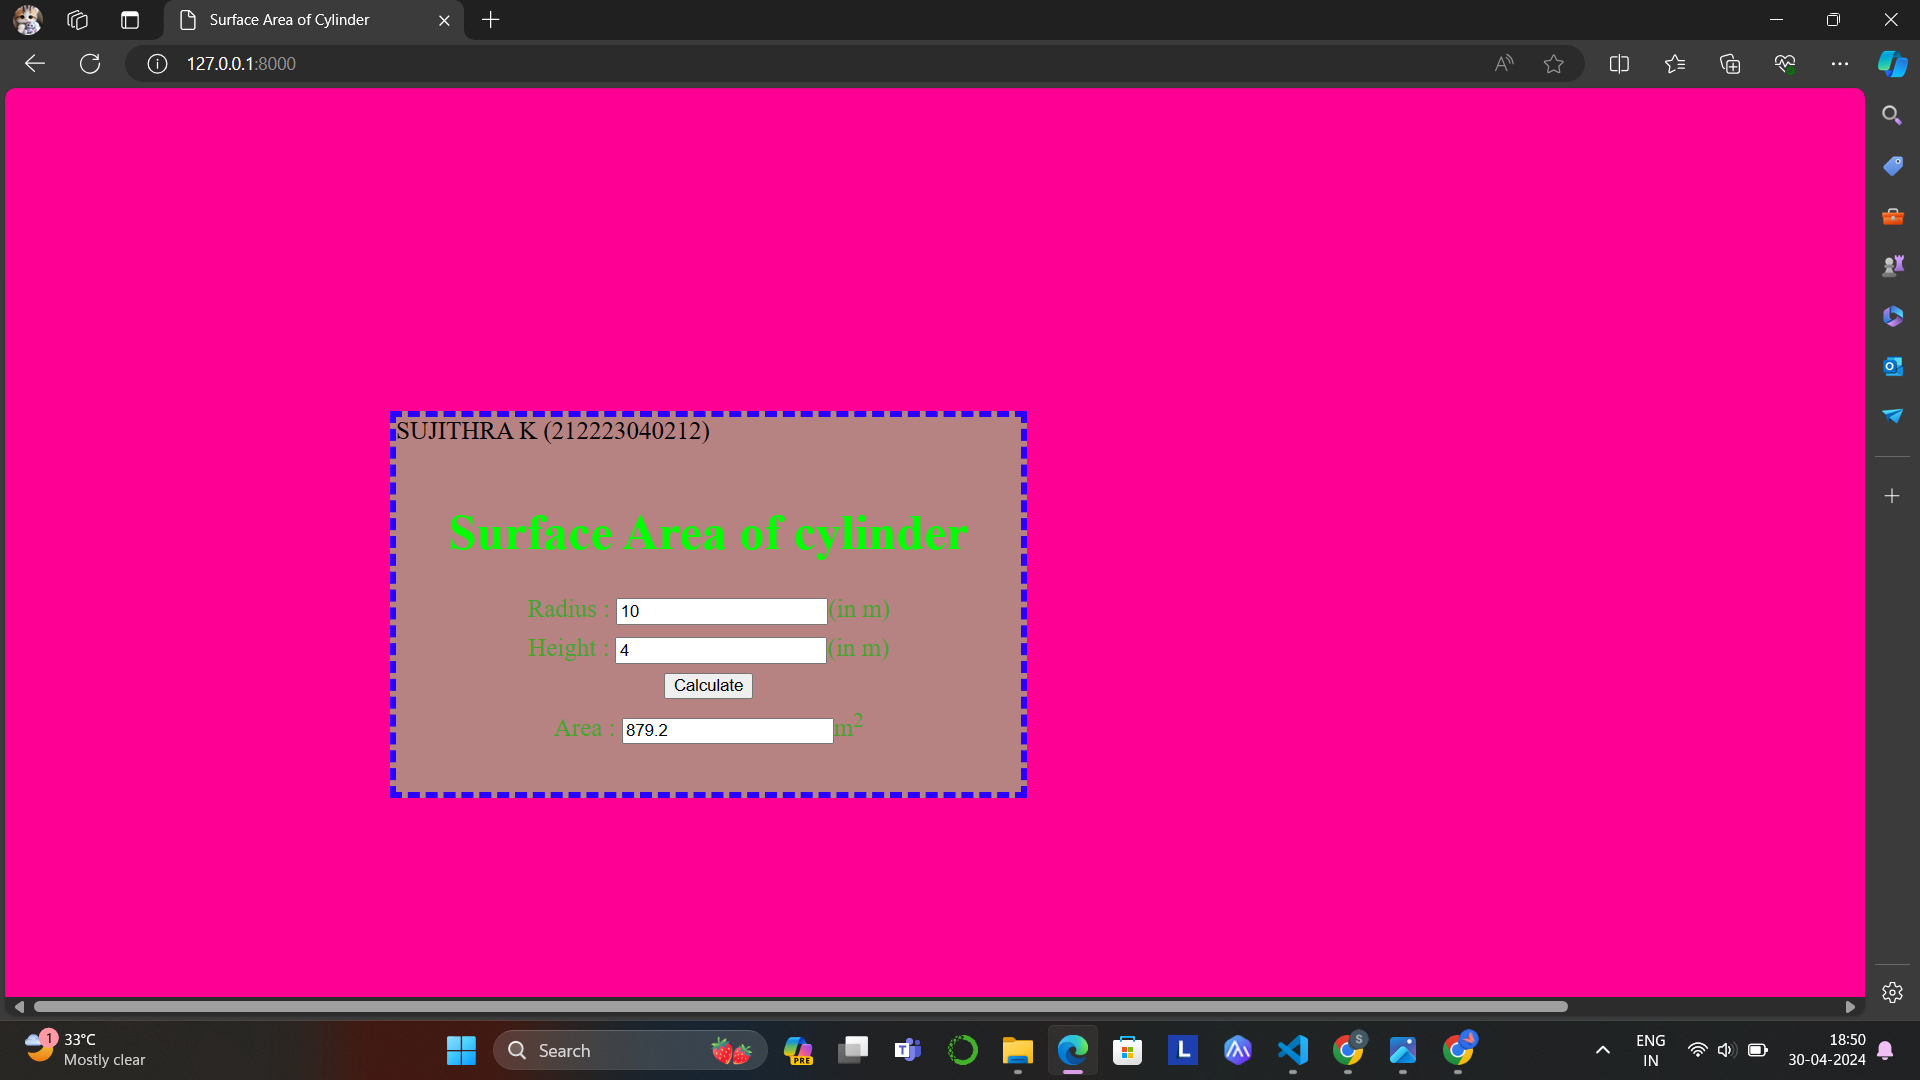 Surface Area of Cylinder
127.0.0.1:8000
SUJITHRA K (212223040212)
Surface Area of cylinder
Radius : 10 (in m)
Height : 4 (in m)
Calculate
Area : 879.2 m²
1
33°C
Mostly clear
Search
PRE
T
L
S
ENG
IN
18:50
30-04-2024